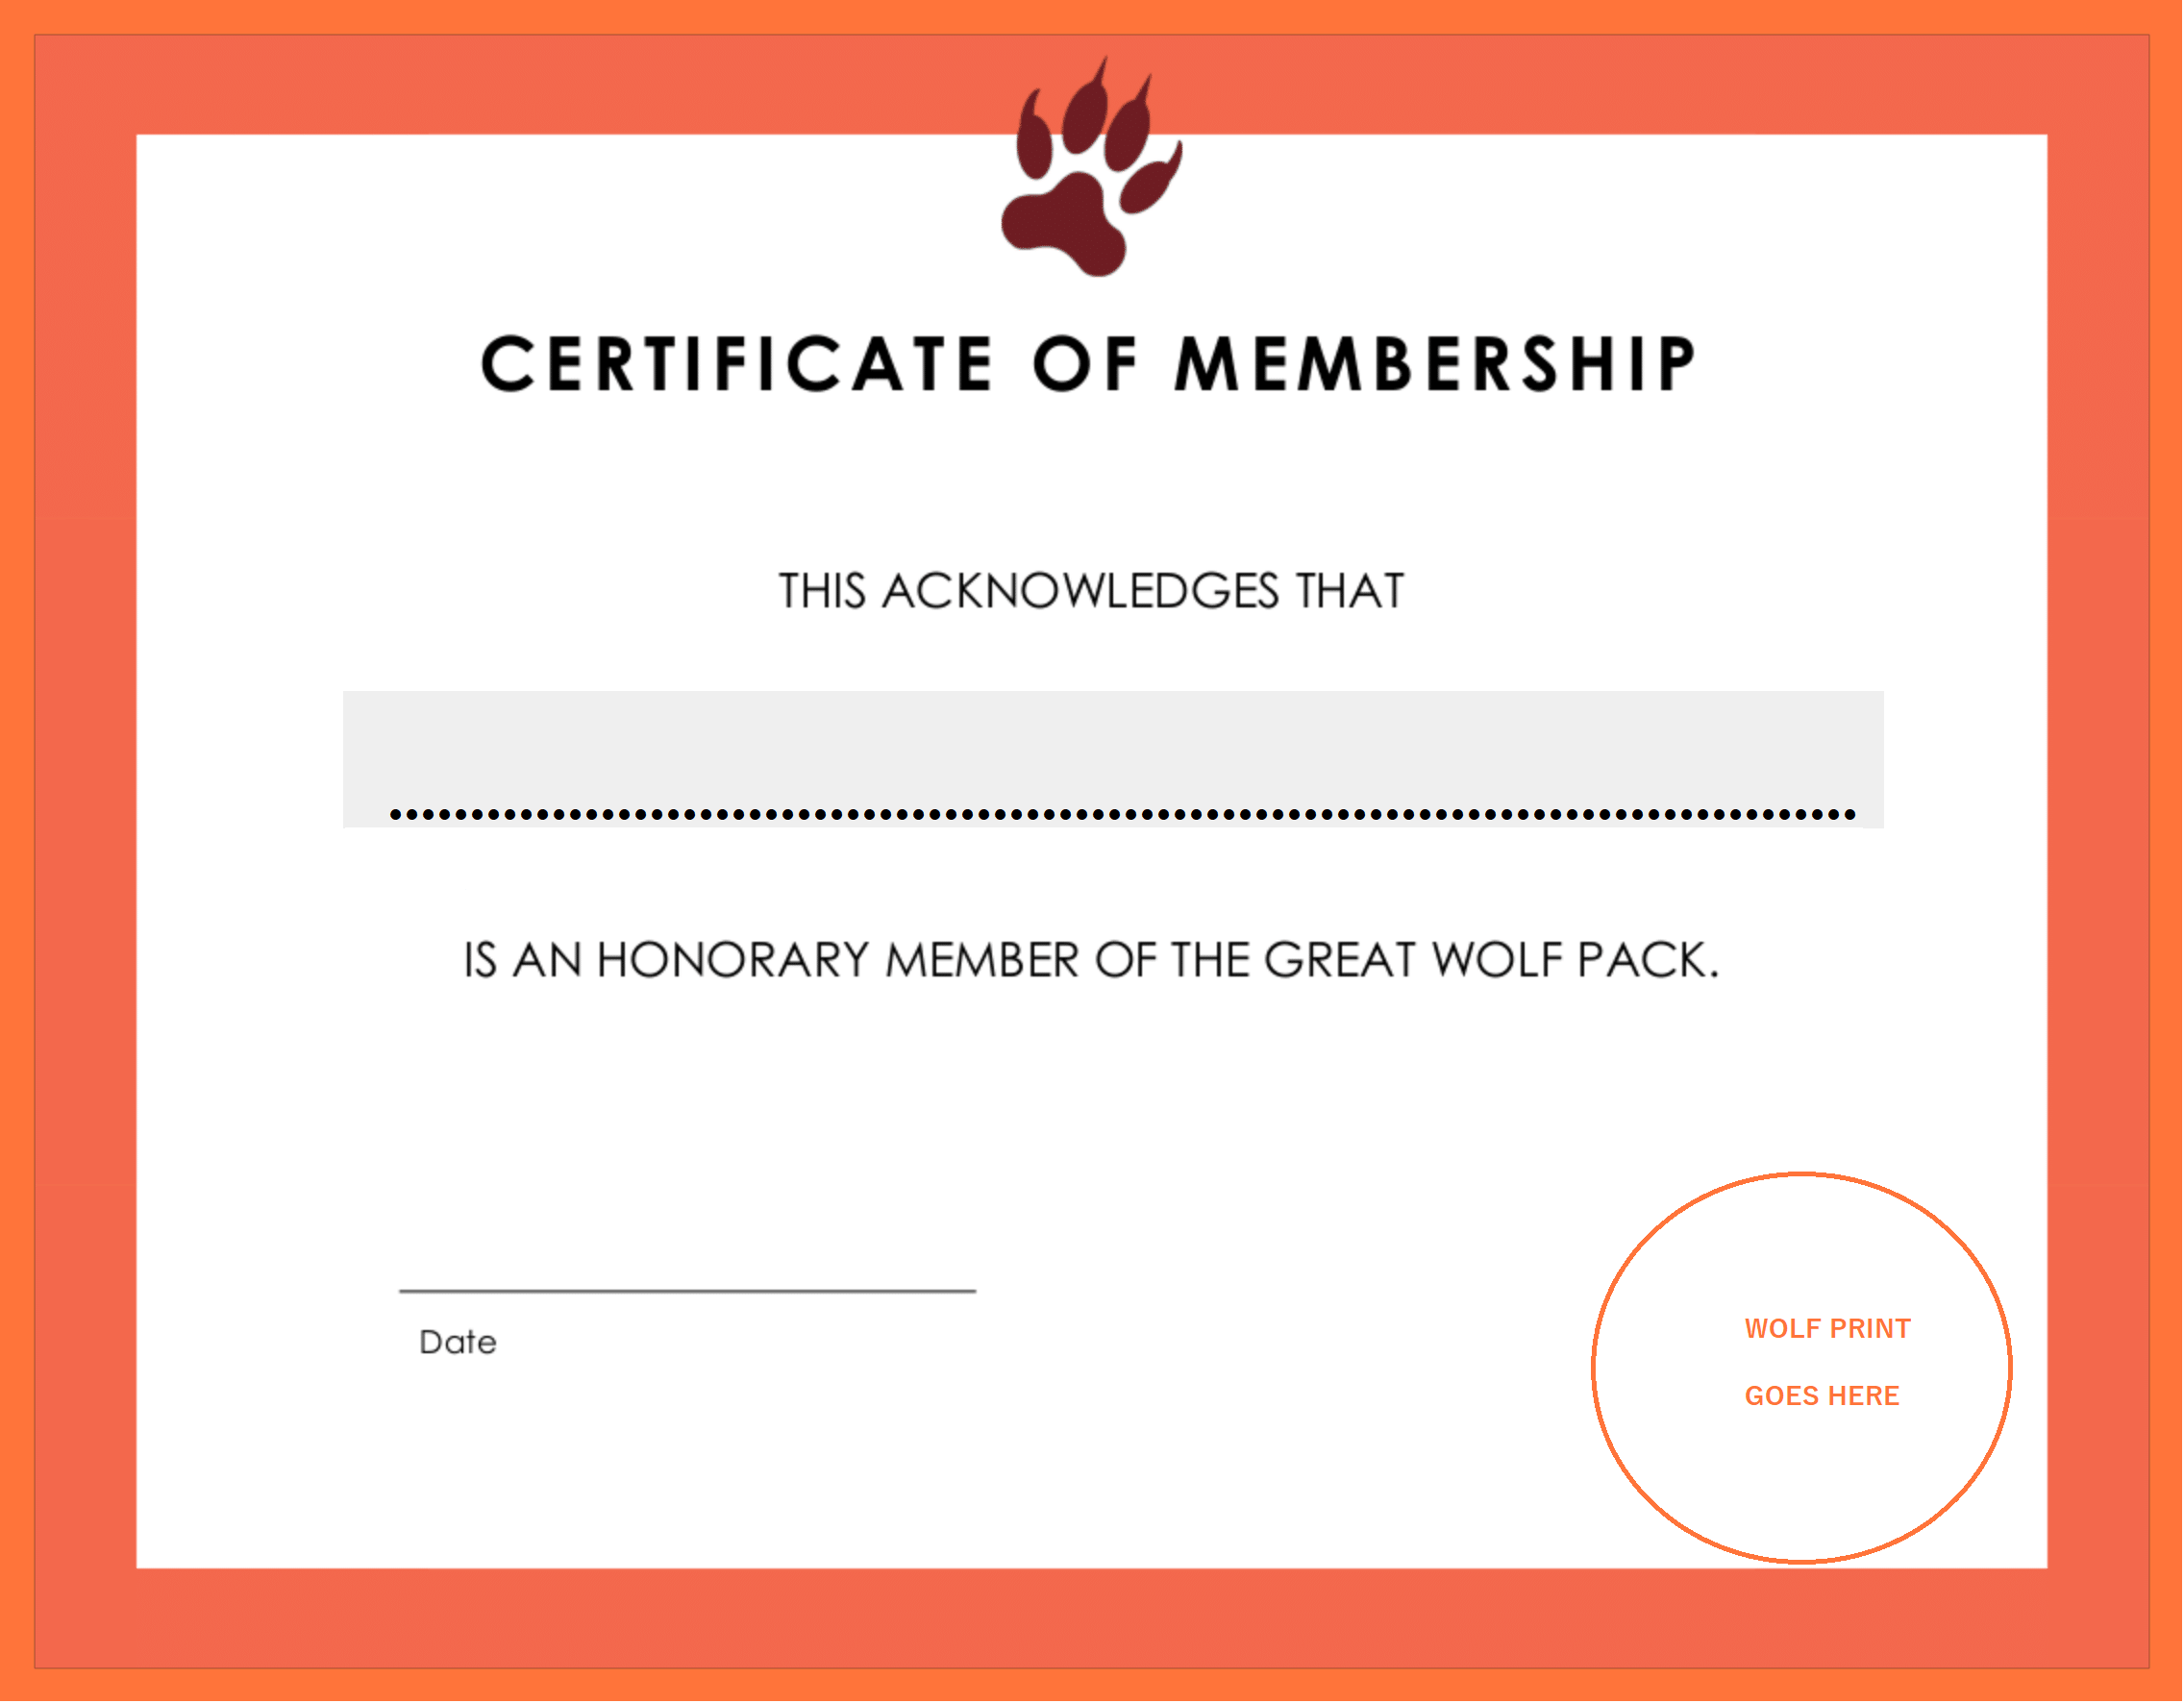 CERTIFICATE OF MEMBERSHIP
THIS ACKNOWLEDGES THAT
IS AN HONORARY MEMBER OF THE GREAT WOLF PACK.
Date
WOLF PRINT
GOES HERE